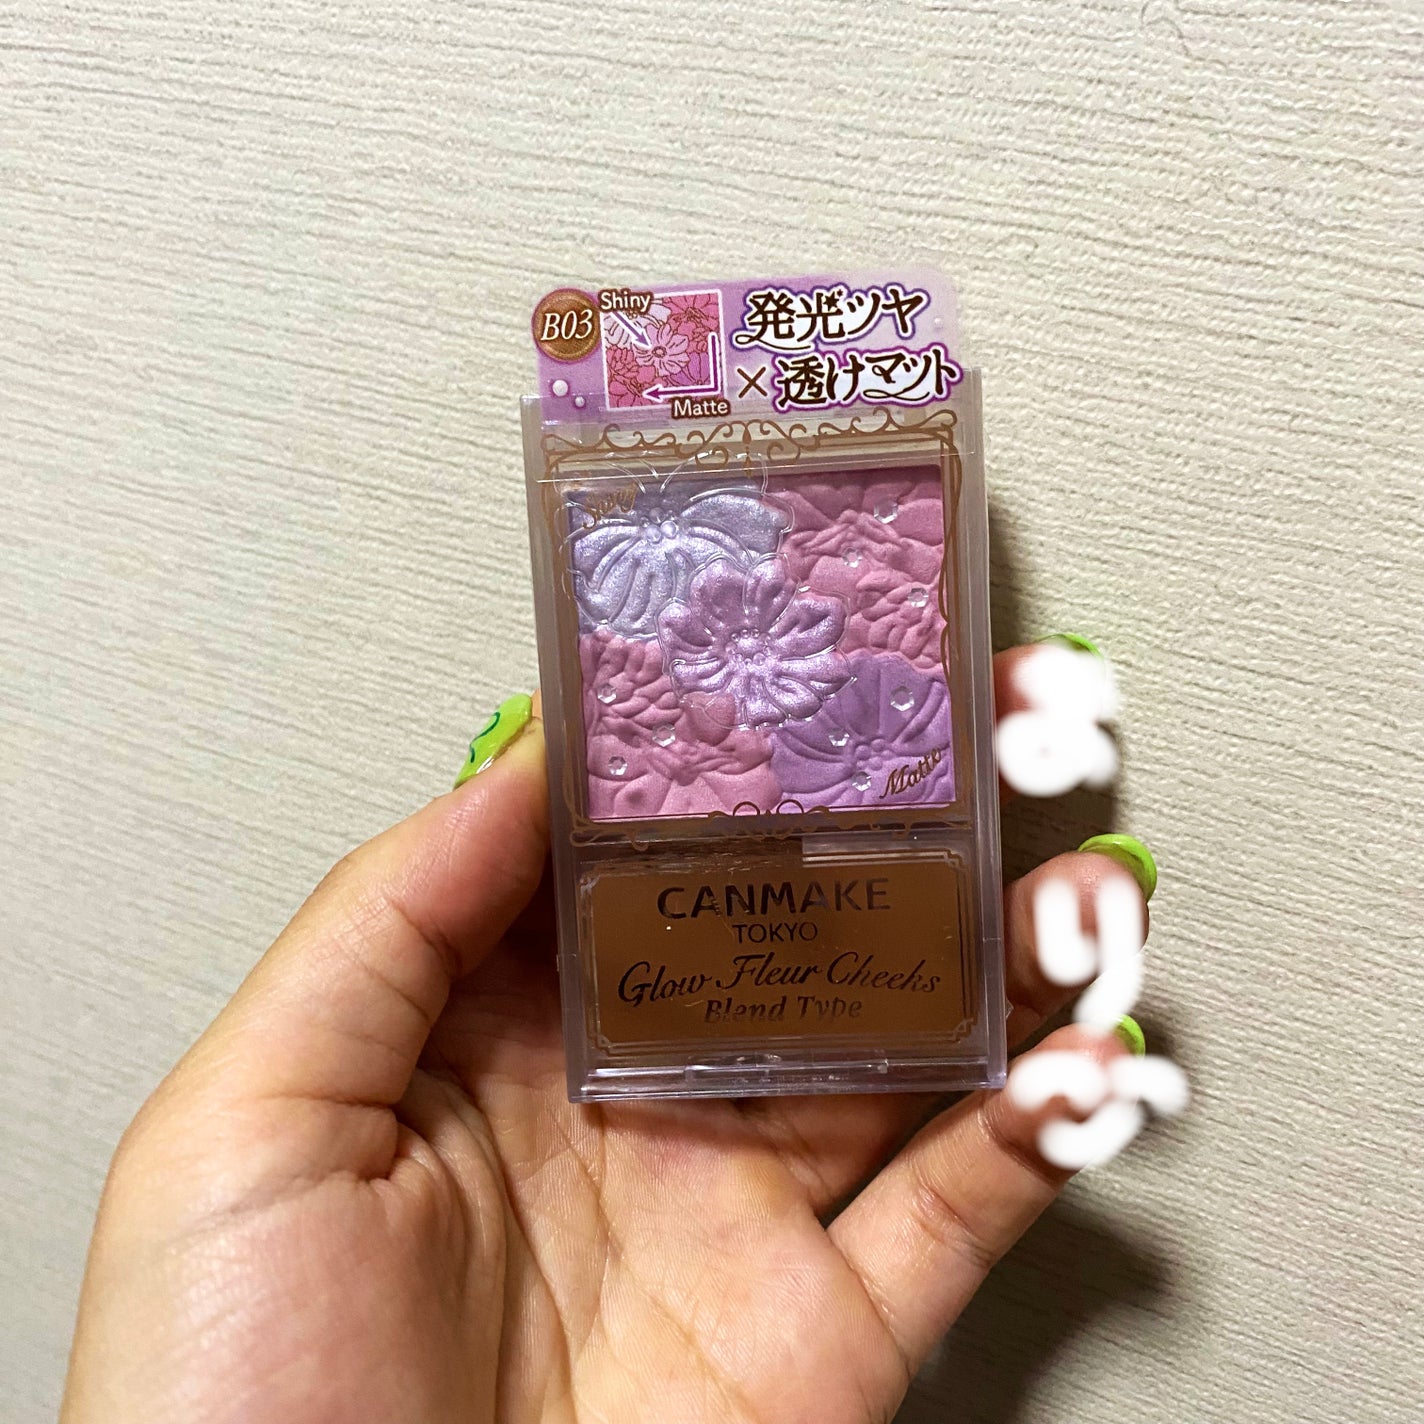 B03
Shiny
Matte
発光ツヤ
×透けマット
Shiny
Matte
CANMAKE
TOKYO
Glow Fleur Cheeks
Blend Type